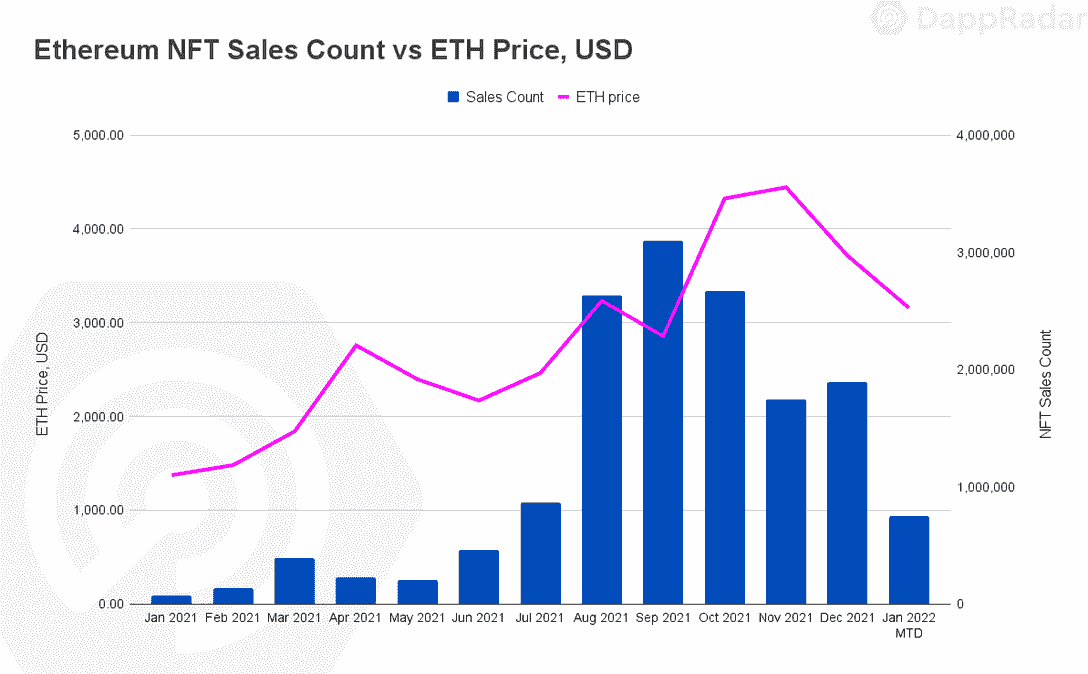 DappRadar
Ethereum NFT Sales Count vs ETH Price, USD
Sales Count ETH price
5,000.00 4,000,000
4,000.00
3,000,000
3,000.00
2,000,000
2,000.00
1,000,000
1,000.00
0.00 0
ETH Price, USD
NFT Sales Count
Jan 2021 Feb 2021 Mar 2021 Apr 2021 May 2021 Jun 2021 Jul 2021 Aug 2021 Sep 2021 Oct 2021 Nov 2021 Dec 2021 Jan 2022
MTD